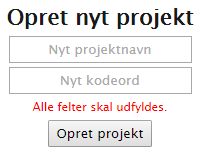 Opret nyt projekt
Nyt projektnavn
Nyt kodeord
Alle felter skal udfyldes.
Opret projekt